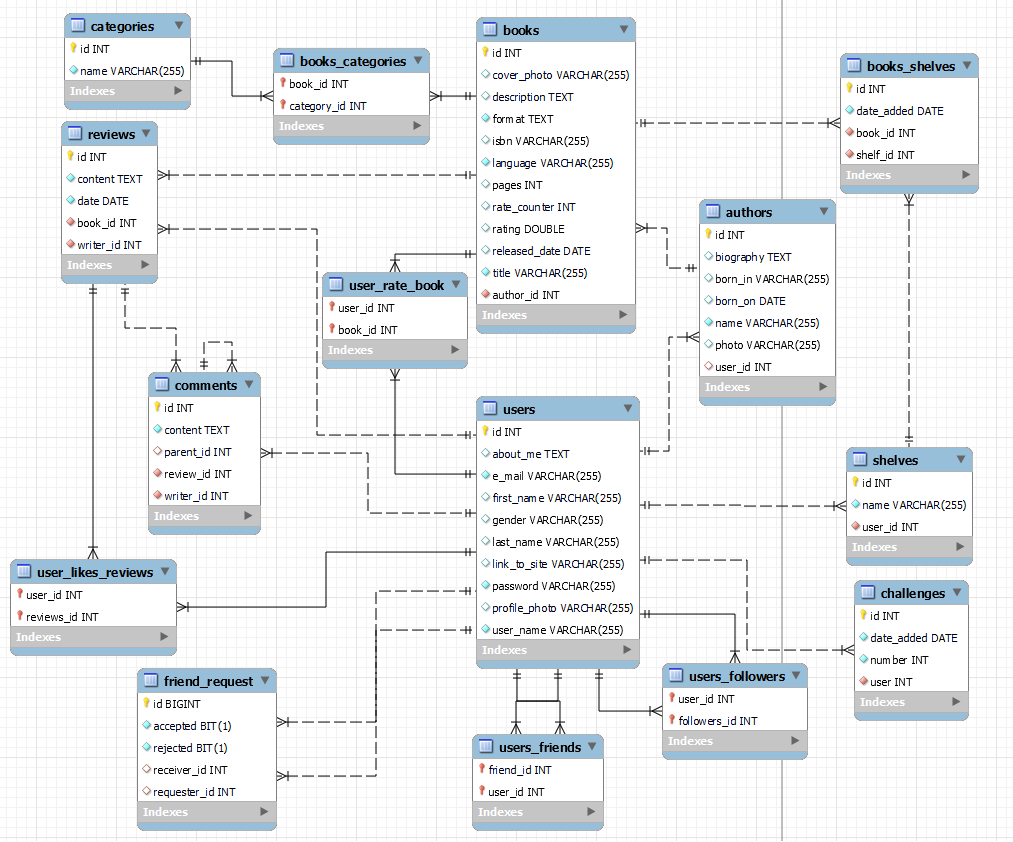 categories
id INT
name VARCHAR(255)
Indexes
books_categories
book_id INT
category_id INT
Indexes
books
id INT
cover_photo VARCHAR(255)
description TEXT
format TEXT
isbn VARCHAR(255)
language VARCHAR(255)
pages INT
rate_counter INT
rating DOUBLE
released_date DATE
title VARCHAR(255)
author_id INT
Indexes
books_shelves
id INT
date_added DATE
book_id INT
shelf_id INT
Indexes
reviews
id INT
content TEXT
date DATE
book_id INT
writer_id INT
Indexes
authors
id INT
biography TEXT
born_in VARCHAR(255)
born_on DATE
name VARCHAR(255)
photo VARCHAR(255)
user_id INT
Indexes
user_rate_book
user_id INT
book_id INT
Indexes
comments
id INT
content TEXT
parent_id INT
review_id INT
writer_id INT
Indexes
users
id INT
about_me TEXT
e_mail VARCHAR(255)
first_name VARCHAR(255)
gender VARCHAR(255)
last_name VARCHAR(255)
link_to_site VARCHAR(255)
password VARCHAR(255)
profile_photo VARCHAR(255)
user_name VARCHAR(255)
Indexes
shelves
id INT
name VARCHAR(255)
user_id INT
Indexes
user_likes_reviews
user_id INT
reviews_id INT
Indexes
challenges
id INT
date_added DATE
number INT
user INT
Indexes
friend_request
id BIGINT
accepted BIT(1)
rejected BIT(1)
receiver_id INT
requester_id INT
Indexes
users_followers
user_id INT
followers_id INT
Indexes
users_friends
friend_id INT
user_id INT
Indexes